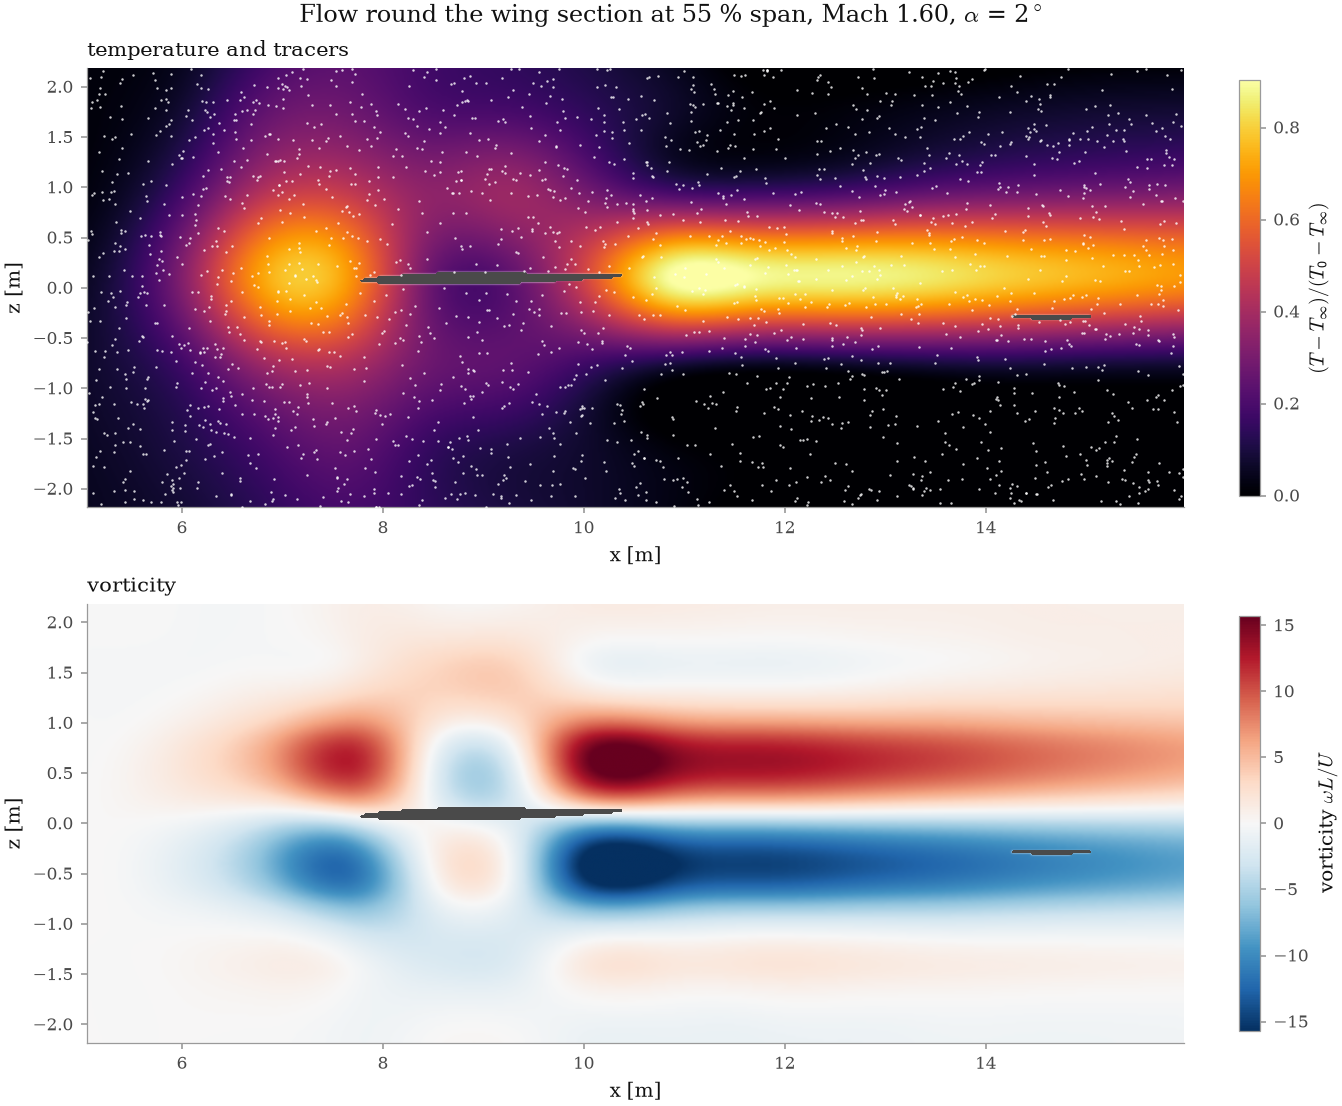 Flow round the wing section at 55 % span, Mach 1.60, α = 2°
temperature and tracers
2.0
1.5
1.0
0.5
0.0
−0.5
−1.0
−1.5
−2.0
z [m]
6 8 10 12 14
x [m]
0.8
0.6
0.4
0.2
0.0
(T − T∞)/(T₀ − T∞)
vorticity
2.0
1.5
1.0
0.5
0.0
−0.5
−1.0
−1.5
−2.0
z [m]
6 8 10 12 14
x [m]
15
10
5
0
−5
−10
−15
vorticity ωL/U